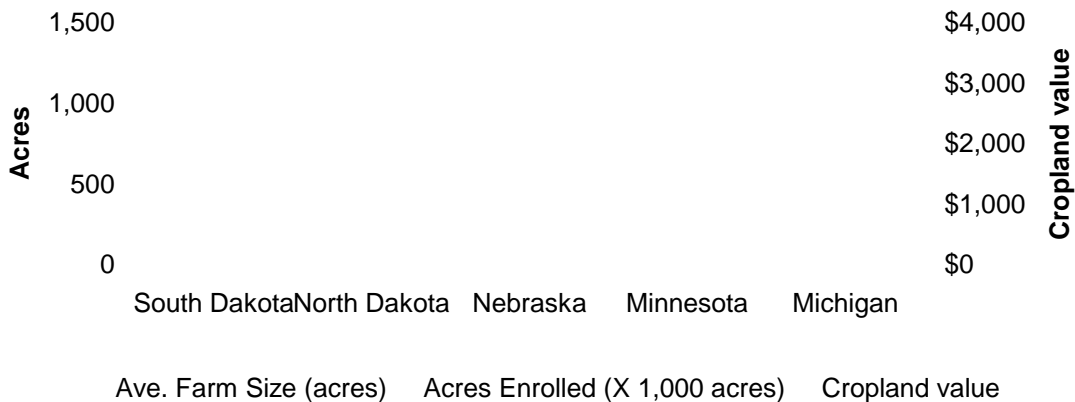 1,500
1,000
500
0
Acres
$4,000
$3,000
$2,000
$1,000
$0
Cropland value
South Dakota North Dakota Nebraska Minnesota Michigan
Ave. Farm Size (acres) Acres Enrolled (X 1,000 acres) Cropland value